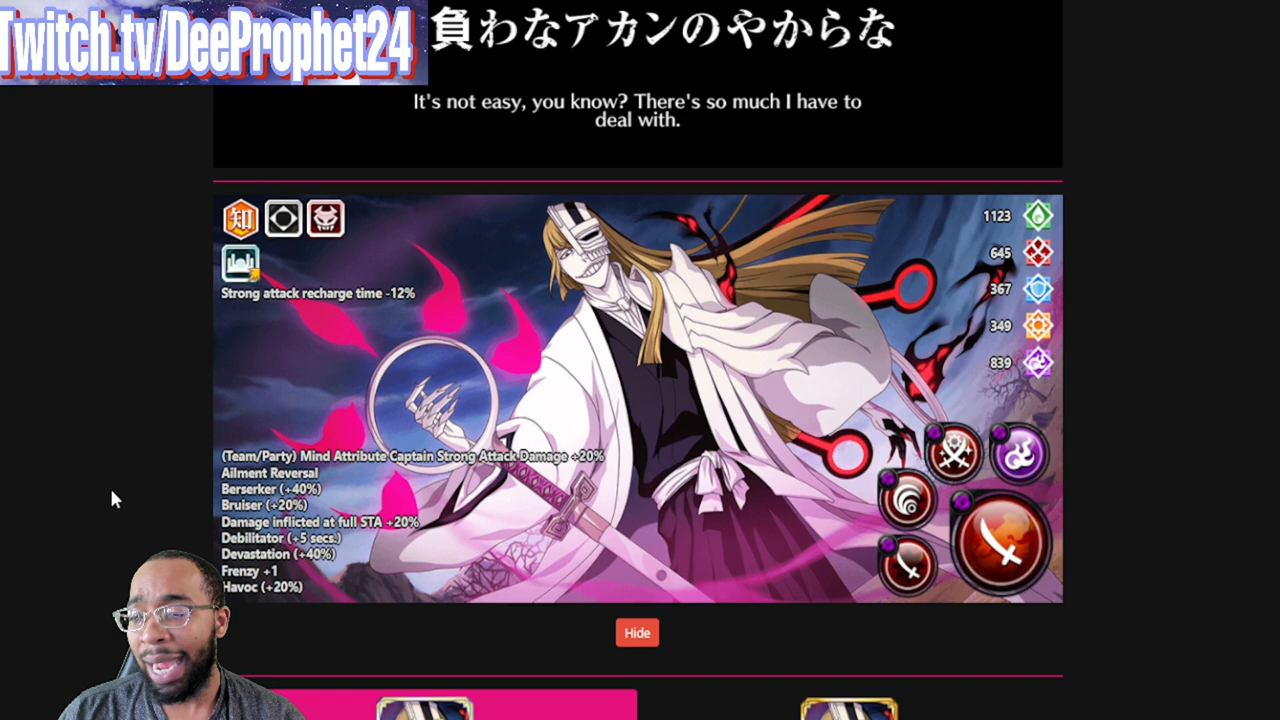 Twitch.tv/DeeProphet24
負わなアカンのやからな
It's not easy, you know? There's so much I have to
deal with.
知
Strong attack recharge time -12%
1123
645
367
349
839
(Team/Party) Mind Attribute Captain Strong Attack Damage +20%
Ailment Reversal
Berserker (+40%)
Bruiser (+20%)
Damage inflicted at full STA +20%
Debilitator (+5 secs.)
Devastation (+40%)
Frenzy +1
Havoc (+20%)
Hide